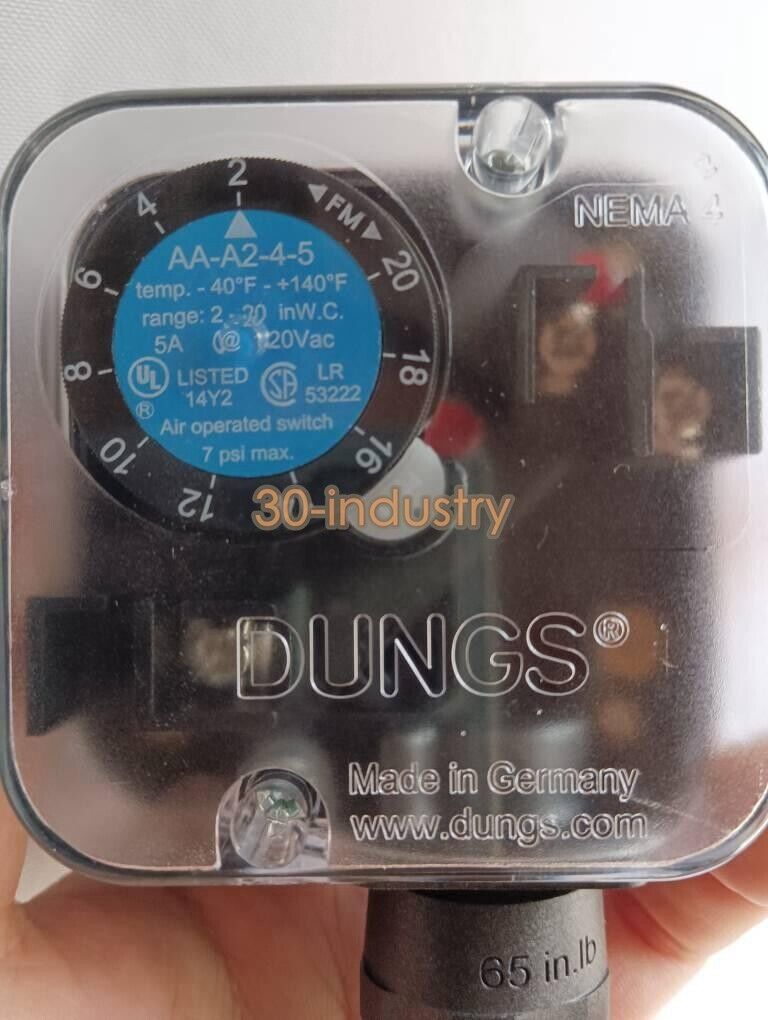 2
4
6
8
10
12
16
18
20
◄FM►
AA-A2-4-5
temp. - 40°F - +140°F
range: 2 - 20 inW.C.
5A @ 120Vac
UL ® LISTED 14Y2
SA LR 53222
Air operated switch
7 psi max.
NEMA 4
30-industry
DUNGS®
Made in Germany
www.dungs.com
65 in.lb